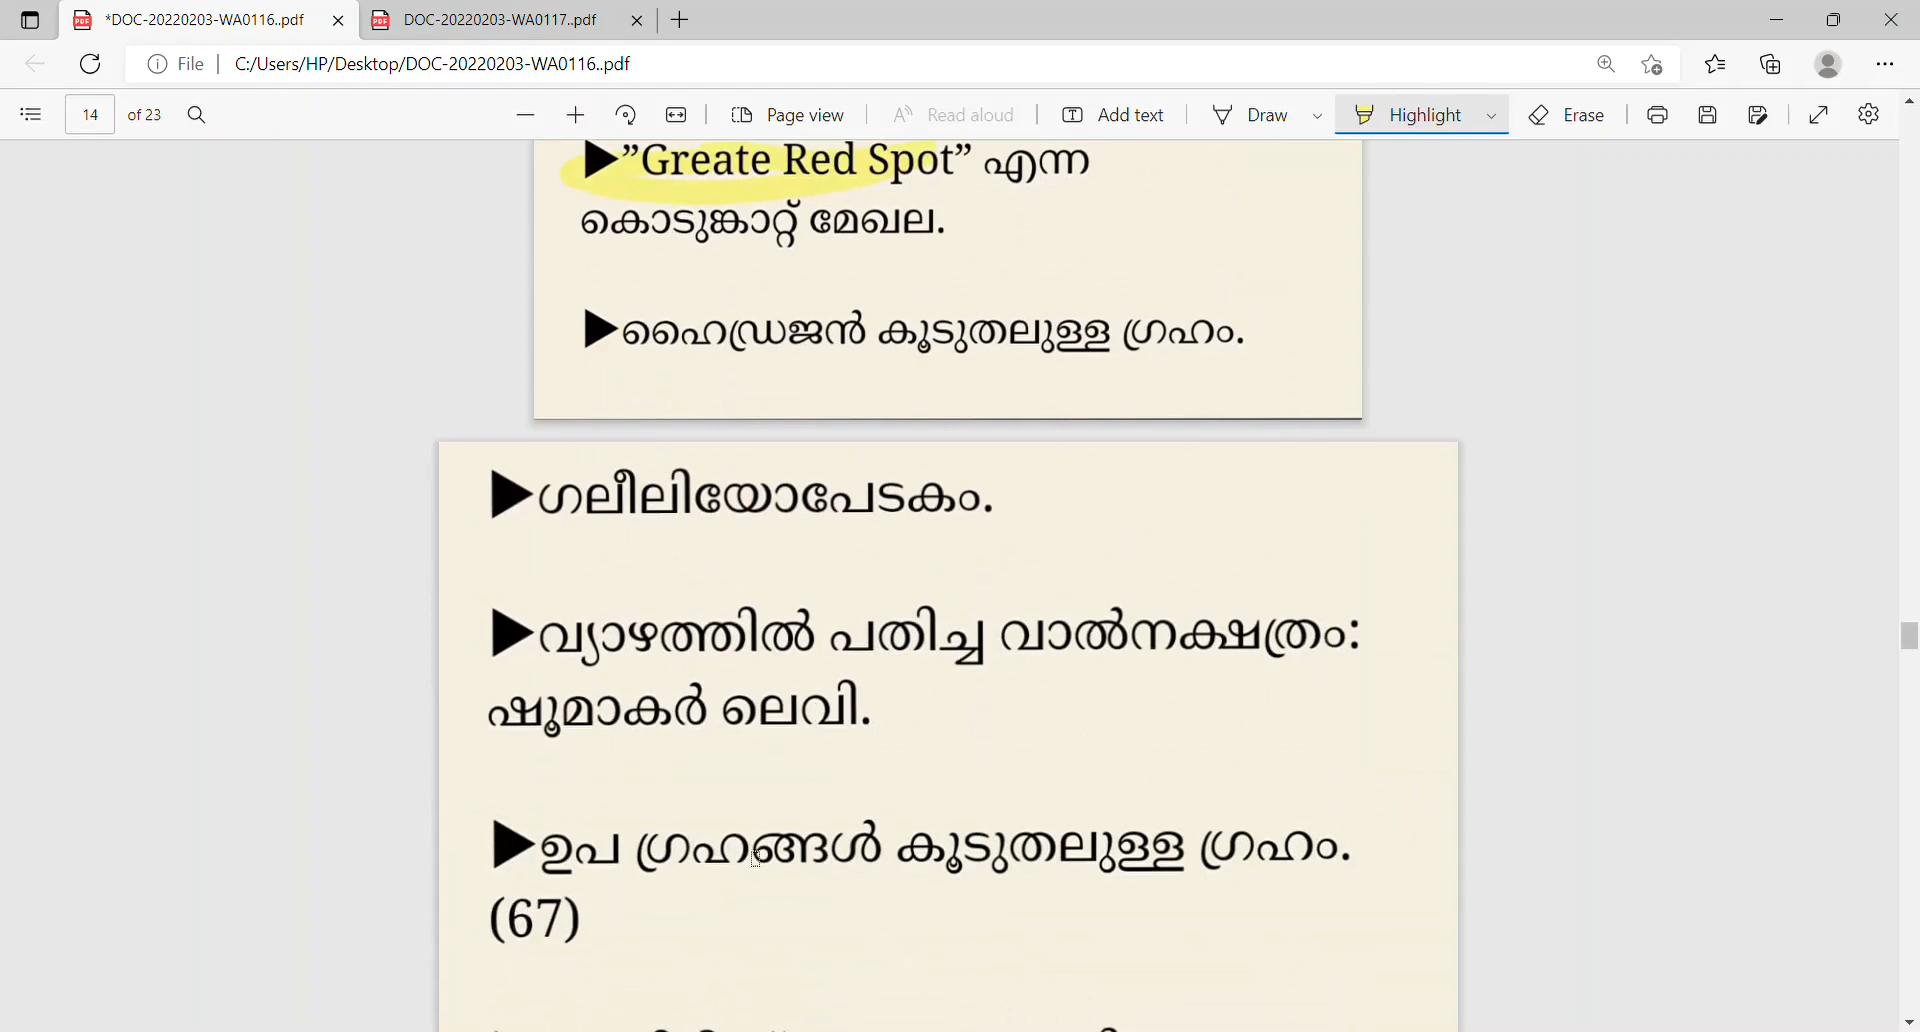 *DOC-20220203-WA0116..pdf
DOC-20220203-WA0117..pdf
File
C:/Users/HP/Desktop/DOC-20220203-WA0116..pdf
14 of 23
Page view
Read aloud
Add text
Draw
Highlight
Erase
▶”Greate Red Spot” എന്ന
കൊടുങ്കാറ്റ് മേഖല.
▶ഹൈഡ്രജൻ കൂടുതലുള്ള ഗ്രഹം.
▶ഗലീലിയോപേടകം.
▶വ്യാഴത്തിൽ പതിച്ച വാൽനക്ഷത്രം:
ഷൂമാകർ ലെവി.
▶ഉപ ഗ്രഹങ്ങൾ കൂടുതലുള്ള ഗ്രഹം.
(67)